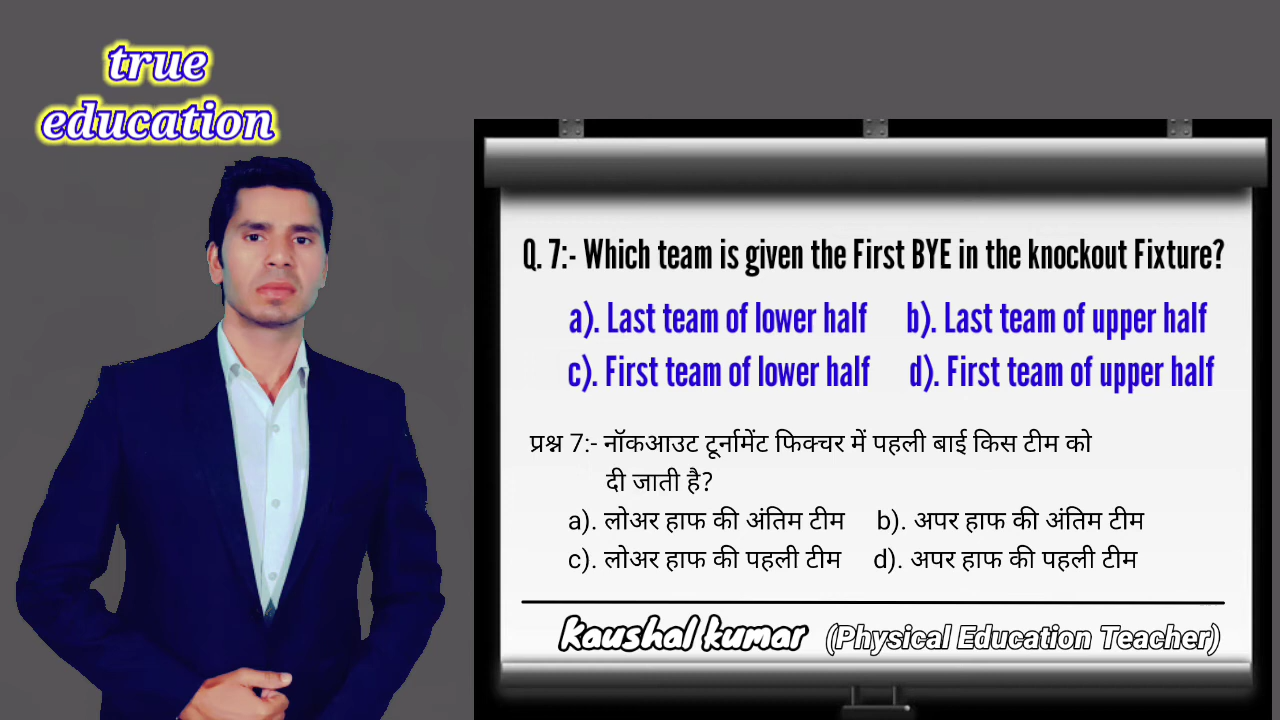 true
education
Q. 7:- Which team is given the First BYE in the knockout Fixture?
a). Last team of lower half b). Last team of upper half
c). First team of lower half d). First team of upper half
प्रश्न 7:- नॉकआउट टूर्नामेंट फिक्चर में पहली बाई किस टीम को
दी जाती है?
a). लोअर हाफ की अंतिम टीम b). अपर हाफ की अंतिम टीम
c). लोअर हाफ की पहली टीम d). अपर हाफ की पहली टीम
Kaushal kumar (Physical Education Teacher)